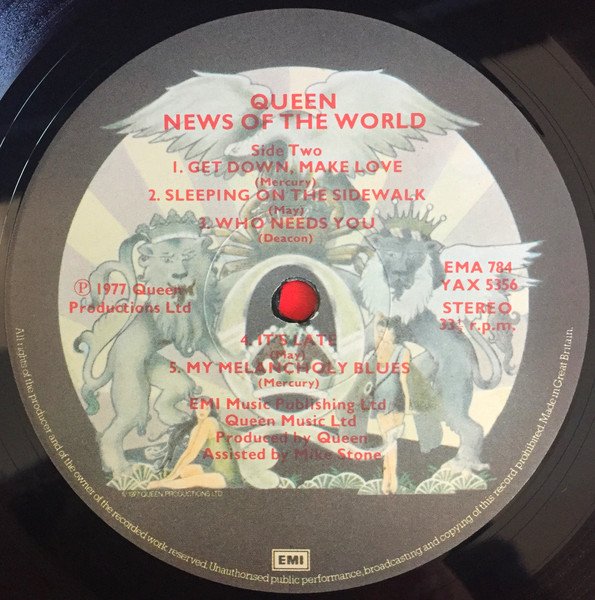 QUEEN
NEWS OF THE WORLD
Side Two
1. GET DOWN, MAKE LOVE
(Mercury)
2. SLEEPING ON THE SIDEWALK
(May)
3. WHO NEEDS YOU
(Deacon)
EMA 784
YAX 5356
STEREO
33⅓ r.p.m.
Ⓟ 1977 Queen
Productions Ltd
4. IT'S LATE
(May)
5. MY MELANCHOLY BLUES
(Mercury)
EMI Music Publishing Ltd
Queen Music Ltd
Produced by Queen
Assisted by Mike Stone
© 1977 QUEEN PRODUCTIONS LTD
EMI
All rights of the producer and of the owner of the recorded work reserved. Unauthorised public performance, broadcasting and copying of this record prohibited. Made in Great Britain.